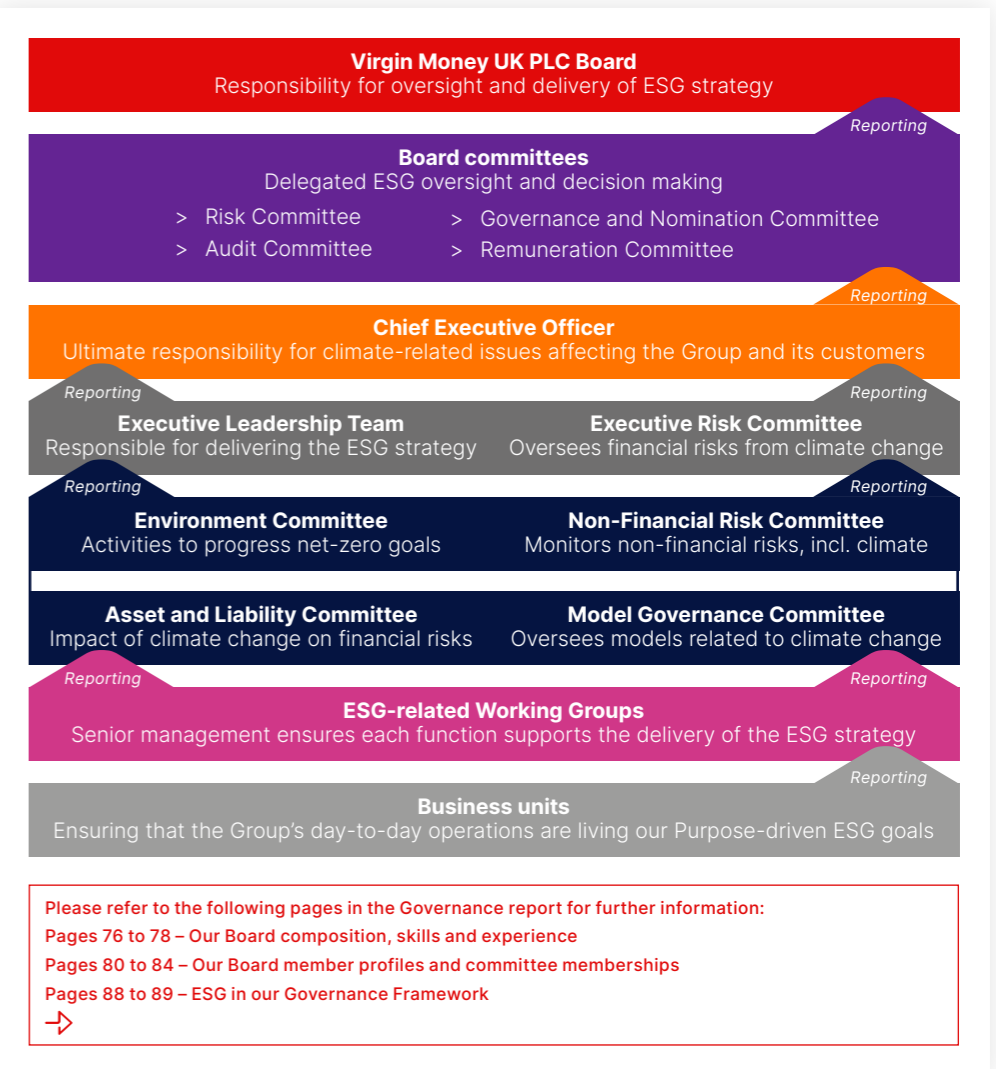 Virgin Money UK PLC Board
Responsibility for oversight and delivery of ESG strategy
Reporting
Board committees
Delegated ESG oversight and decision making
> Risk Committee
> Governance and Nomination Committee
> Audit Committee
> Remuneration Committee
Reporting
Chief Executive Officer
Ultimate responsibility for climate-related issues affecting the Group and its customers
Reporting
Reporting
Executive Leadership Team
Responsible for delivering the ESG strategy
Executive Risk Committee
Oversees financial risks from climate change
Reporting
Reporting
Environment Committee
Activities to progress net-zero goals
Non-Financial Risk Committee
Monitors non-financial risks, incl. climate
Asset and Liability Committee
Impact of climate change on financial risks
Model Governance Committee
Oversees models related to climate change
Reporting
Reporting
ESG-related Working Groups
Senior management ensures each function supports the delivery of the ESG strategy
Reporting
Business units
Ensuring that the Group's day-to-day operations are living our Purpose-driven ESG goals
Please refer to the following pages in the Governance report for further information:
Pages 76 to 78 – Our Board composition, skills and experience
Pages 80 to 84 – Our Board member profiles and committee memberships
Pages 88 to 89 – ESG in our Governance Framework